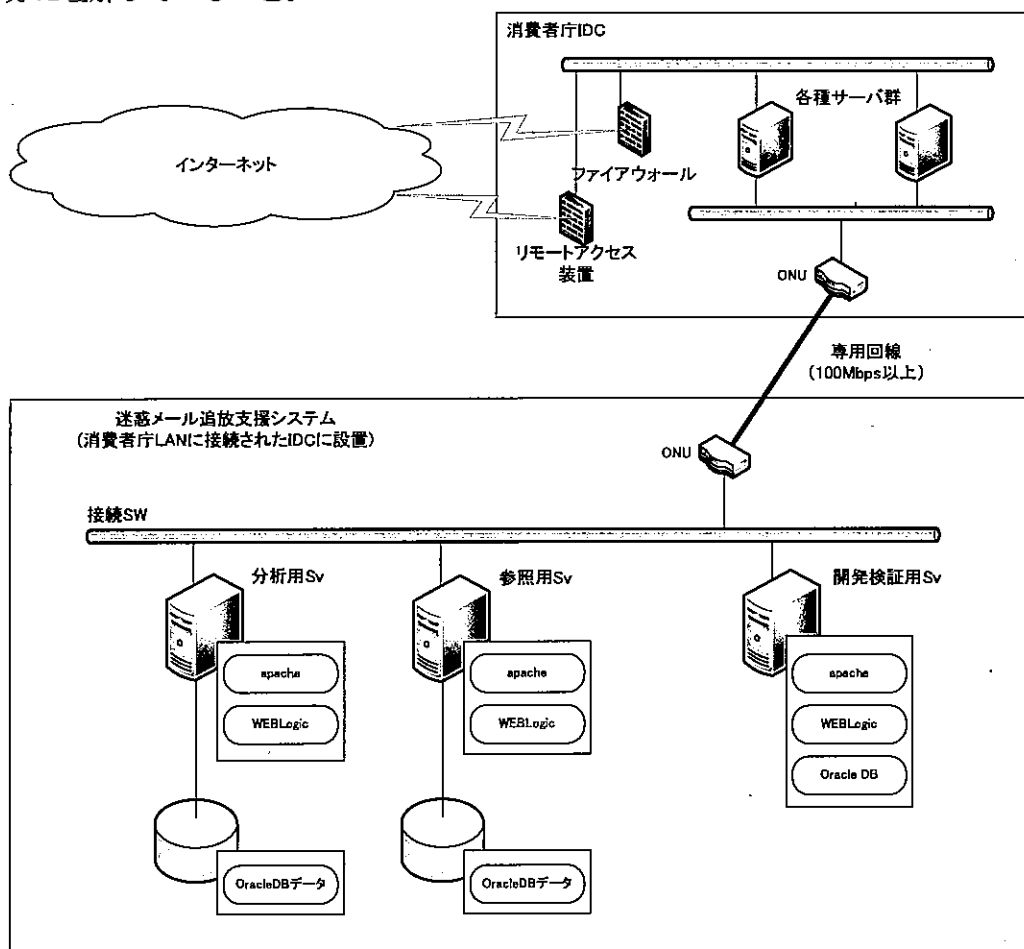 消費者庁IDC
各種サーバ群
インターネット
ファイアウォール
リモートアクセス
装置
ONU
専用回線
(100Mbps以上)
迷惑メール追放支援システム
(消費者庁LANに接続されたIDCに設置)
ONU
接続SW
分析用Sv
参照用Sv
開発検証用Sv
apache
apache
apache
WEBLogic
WEBLogic
WEBLogic
Oracle DB
OracleDBデータ
OracleDBデータ